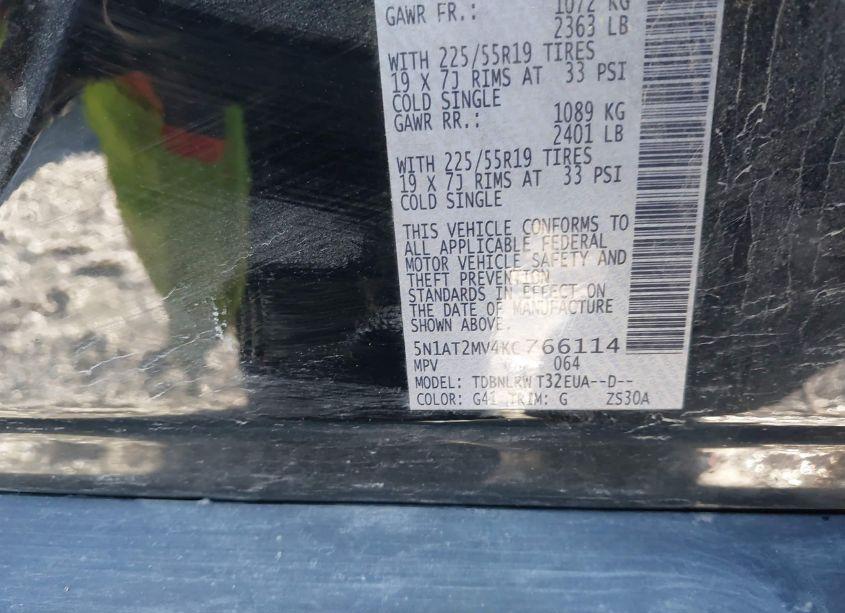 GAWR FR.: 1072 KG
2363 LB
WITH 225/55R19 TIRES
19 X 7J RIMS AT 33 PSI
COLD SINGLE
GAWR RR.: 1089 KG
2401 LB
WITH 225/55R19 TIRES
19 X 7J RIMS AT 33 PSI
COLD SINGLE
THIS VEHICLE CONFORMS TO
ALL APPLICABLE FEDERAL
MOTOR VEHICLE SAFETY AND
THEFT PREVENTION
STANDARDS IN EFFECT ON
THE DATE OF MANUFACTURE
SHOWN ABOVE.
5N1AT2MV4KC766114
MPV 064
MODEL: TDBNLRWT32EUA--D--
COLOR: G41 TRIM: G ZS30A